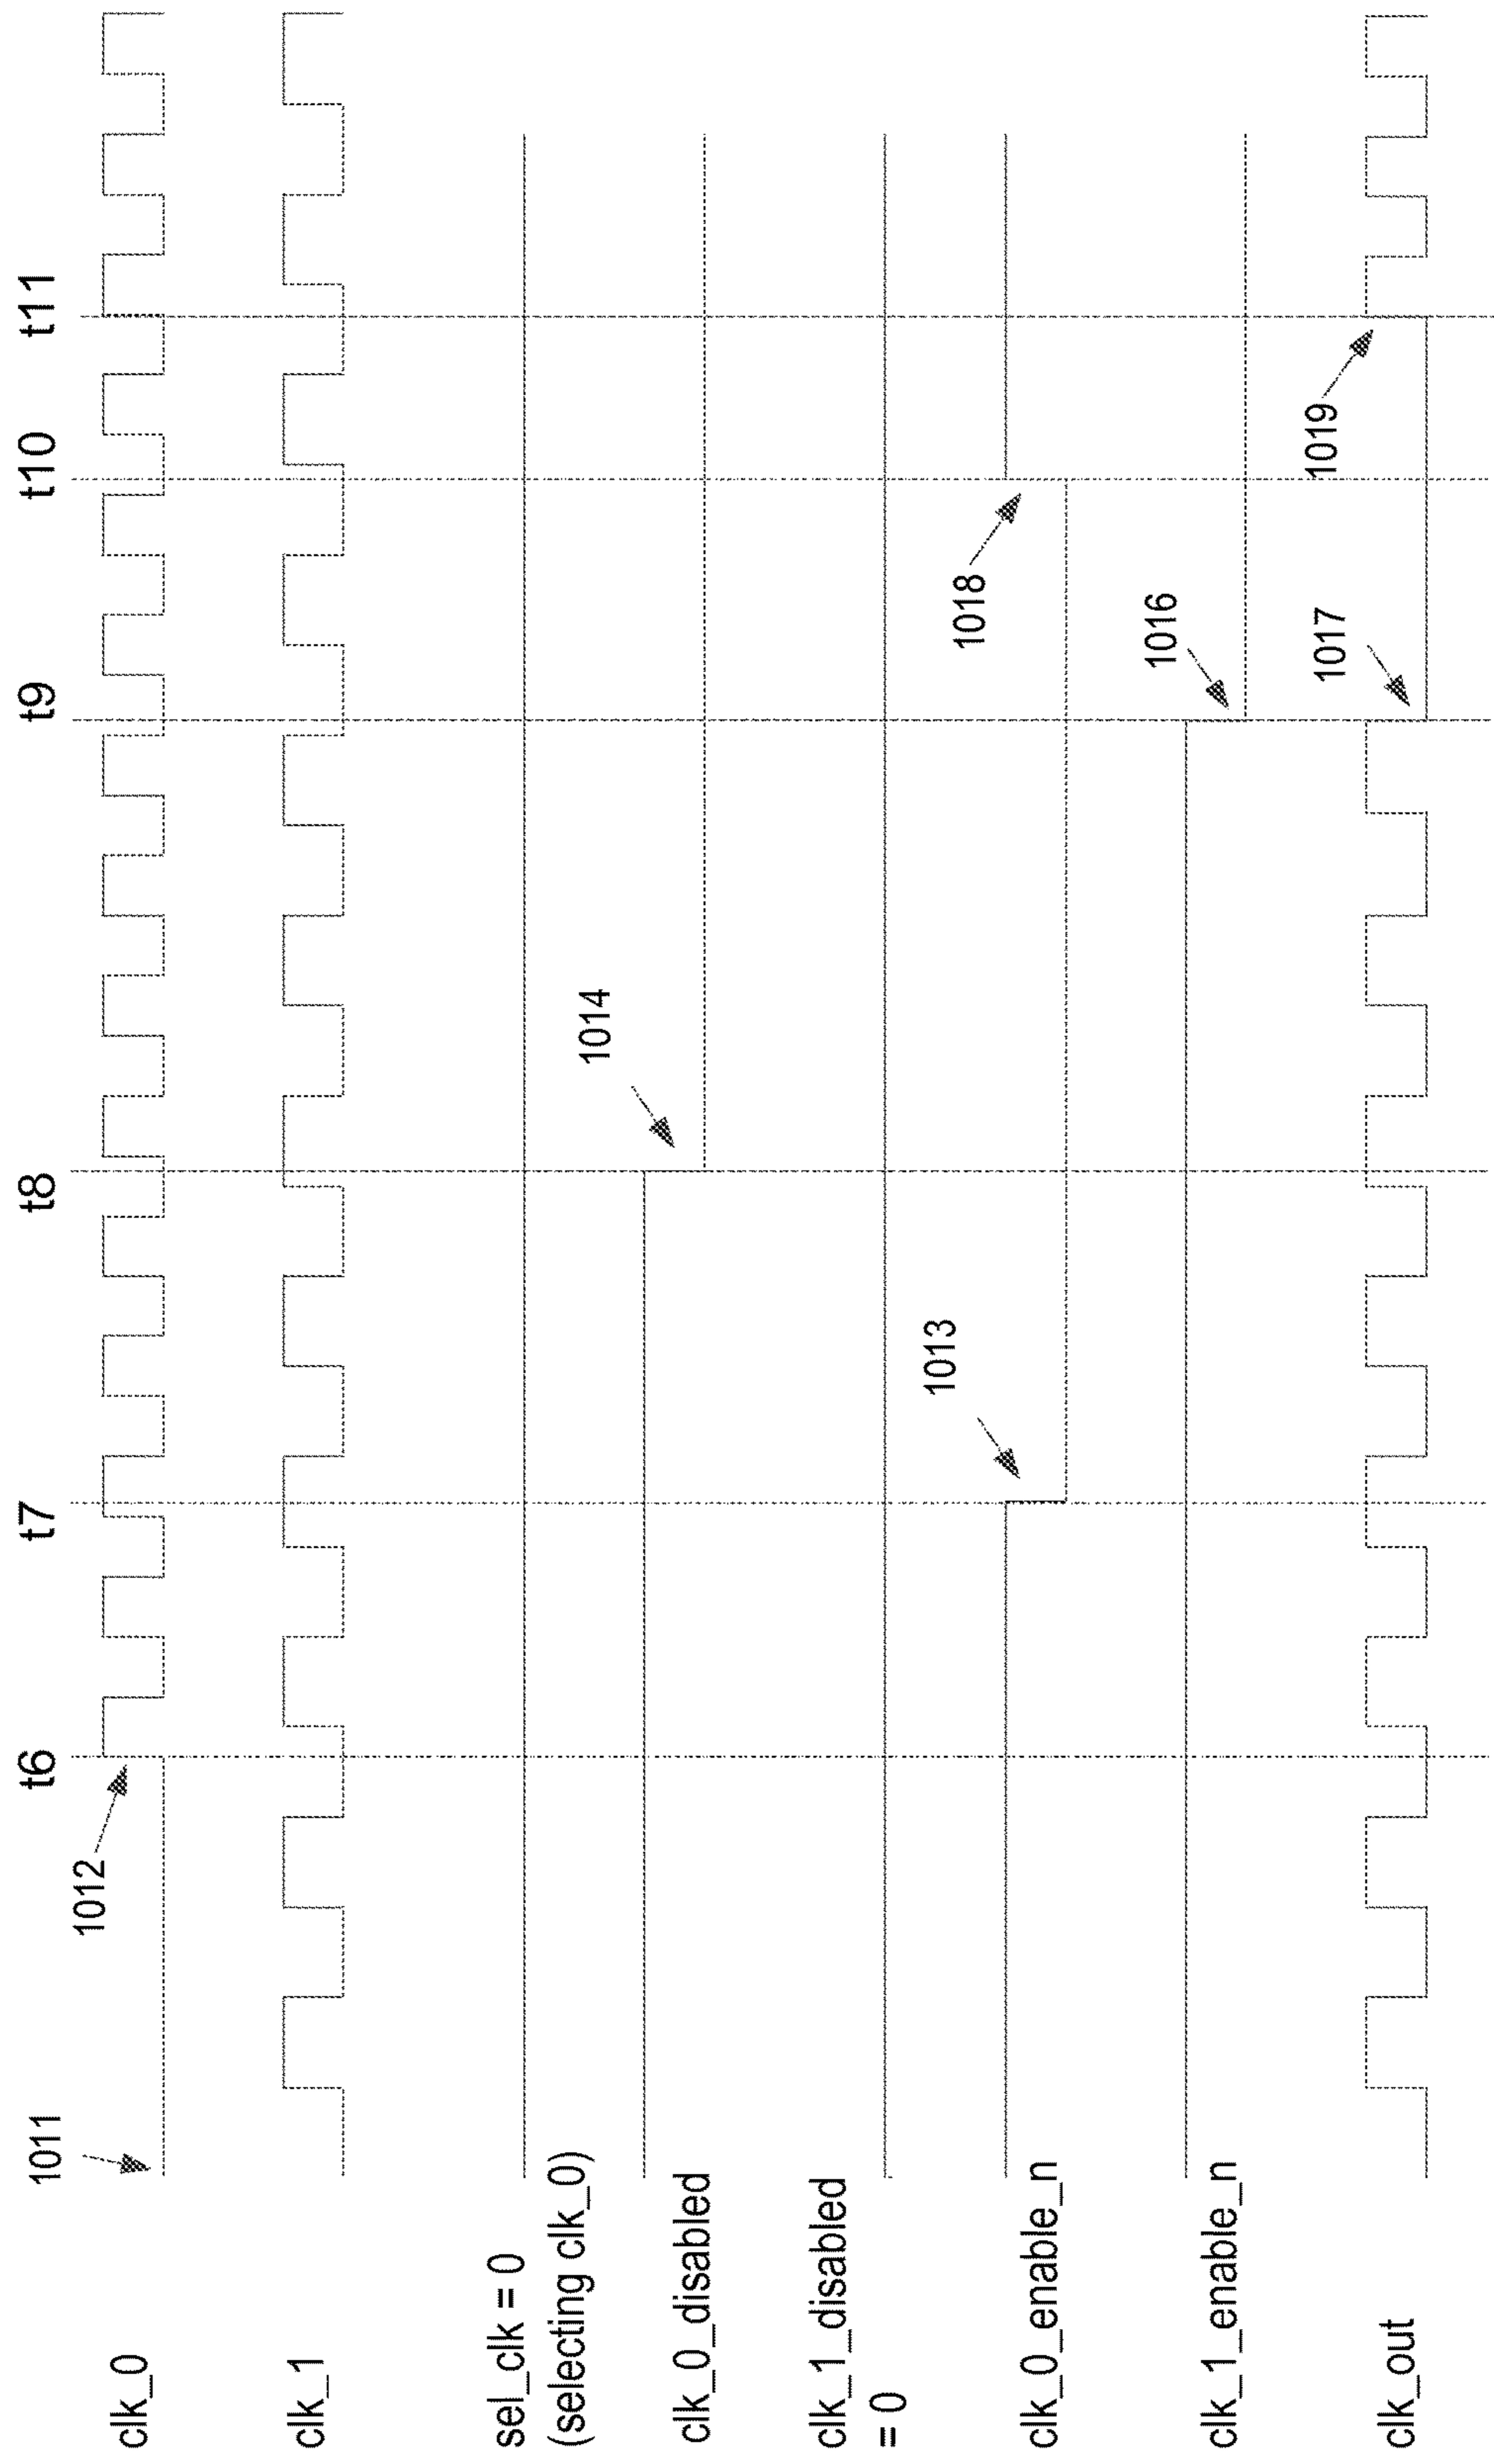 t6
t7
t8
t9
t10
t11
1011
1012
clk_0
clk_1
sel_clk = 0
(selecting clk_0)
1014
clk_0_disabled
clk_1_disabled
= 0
1013
1018
clk_0_enable_n
1016
clk_1_enable_n
1017
1019
clk_out